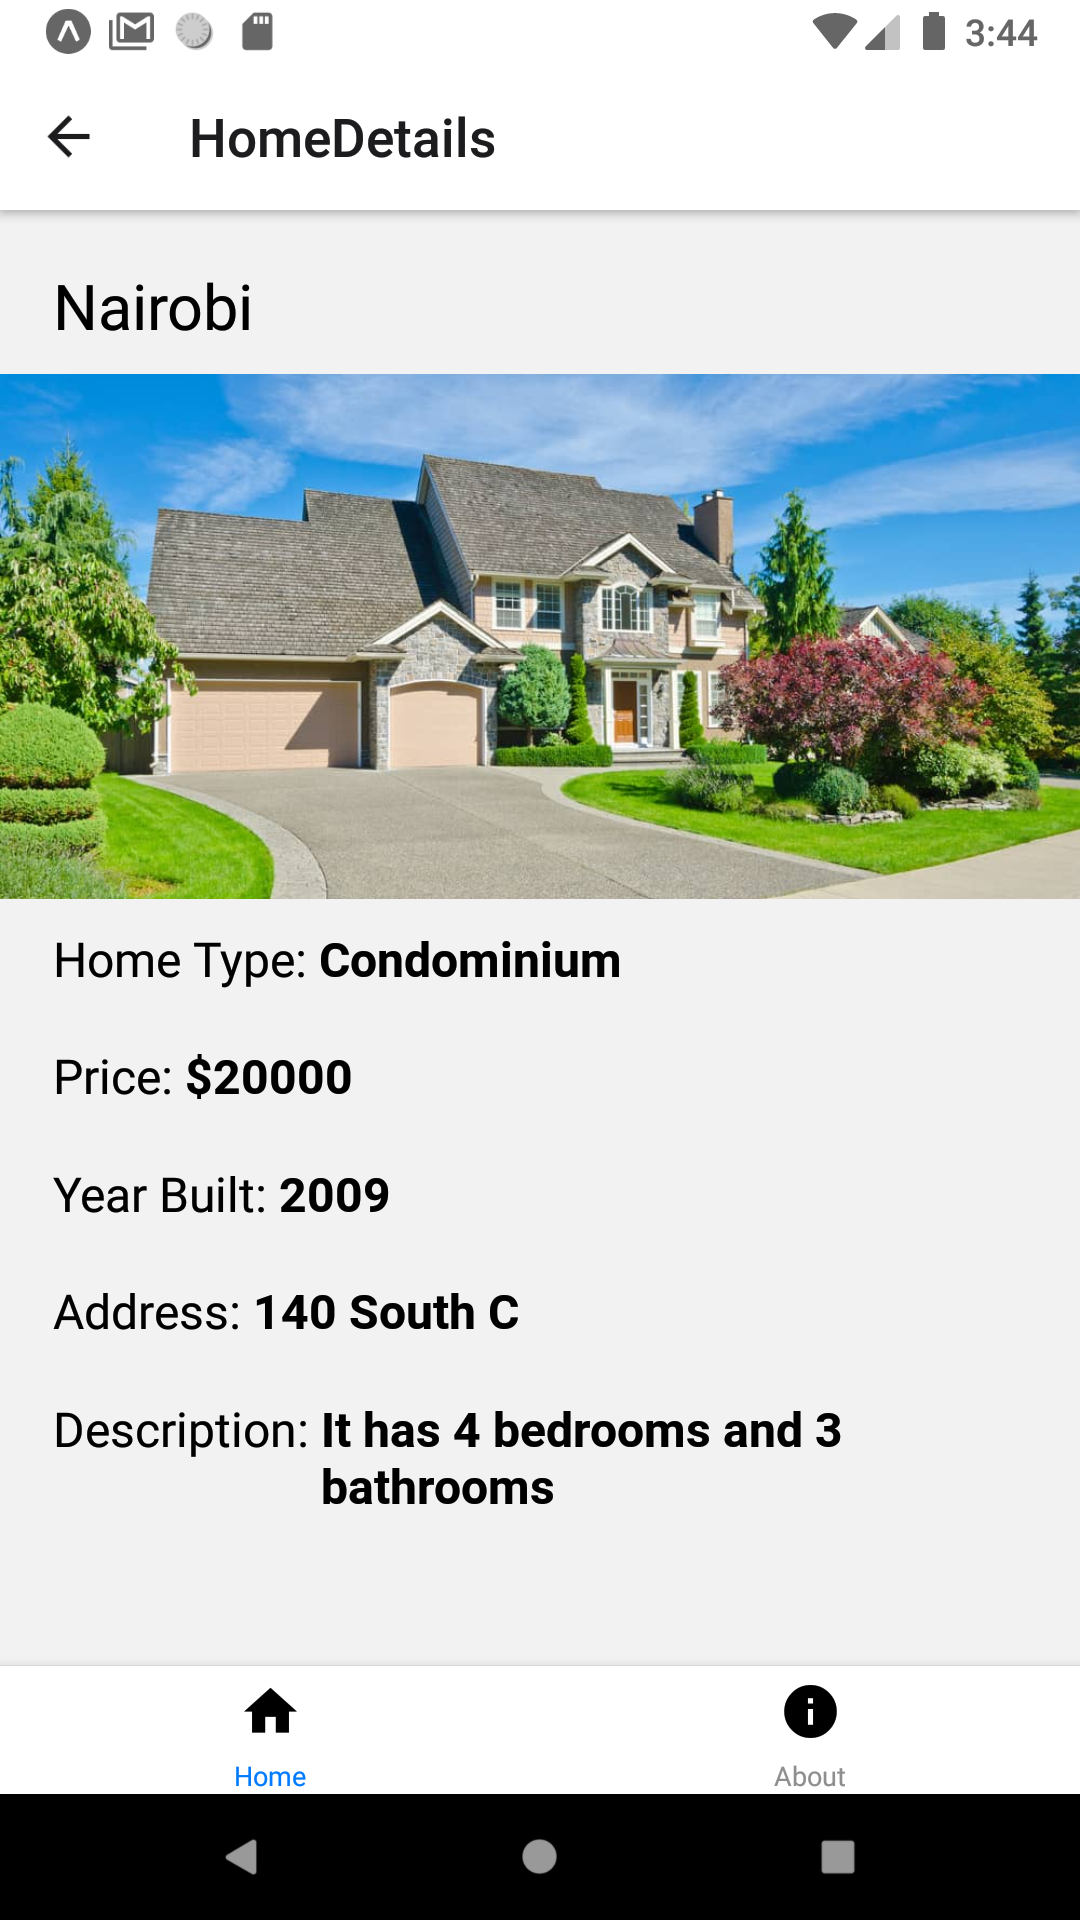 3:44
HomeDetails
Nairobi
Home Type: Condominium
Price: $20000
Year Built: 2009
Address: 140 South C
Description: It has 4 bedrooms and 3
bathrooms
Home
About